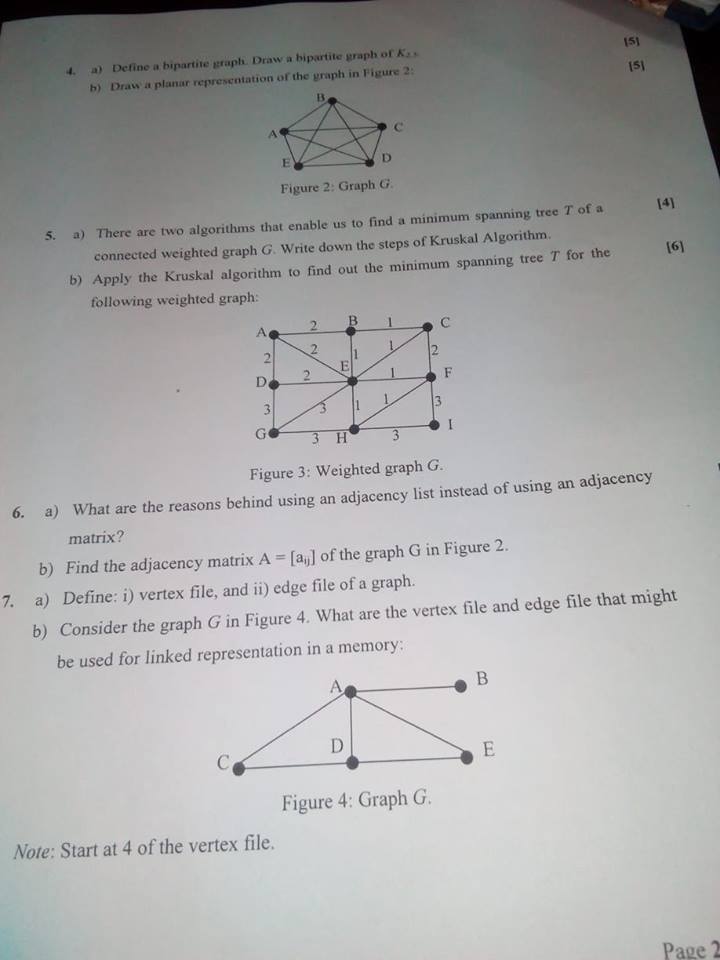 4. a) Define a bipartite graph. Draw a bipartite graph of K₂,₅. [5]
b) Draw a planar representation of the graph in Figure 2: [5]
B
A C
E D
Figure 2: Graph G.
5. a) There are two algorithms that enable us to find a minimum spanning tree T of a [4]
connected weighted graph G. Write down the steps of Kruskal Algorithm.
b) Apply the Kruskal algorithm to find out the minimum spanning tree T for the [6]
following weighted graph:
A 2 B 1 C
2 2 E 1 1 2
D 2 1 F
3 3 1 1 3
G 3 H 3 I
Figure 3: Weighted graph G.
6. a) What are the reasons behind using an adjacency list instead of using an adjacency
matrix?
b) Find the adjacency matrix A = [aᵢⱼ] of the graph G in Figure 2.
7. a) Define: i) vertex file, and ii) edge file of a graph.
b) Consider the graph G in Figure 4. What are the vertex file and edge file that might
be used for linked representation in a memory:
A B
C D E
Figure 4: Graph G.
Note: Start at 4 of the vertex file.
Page 2